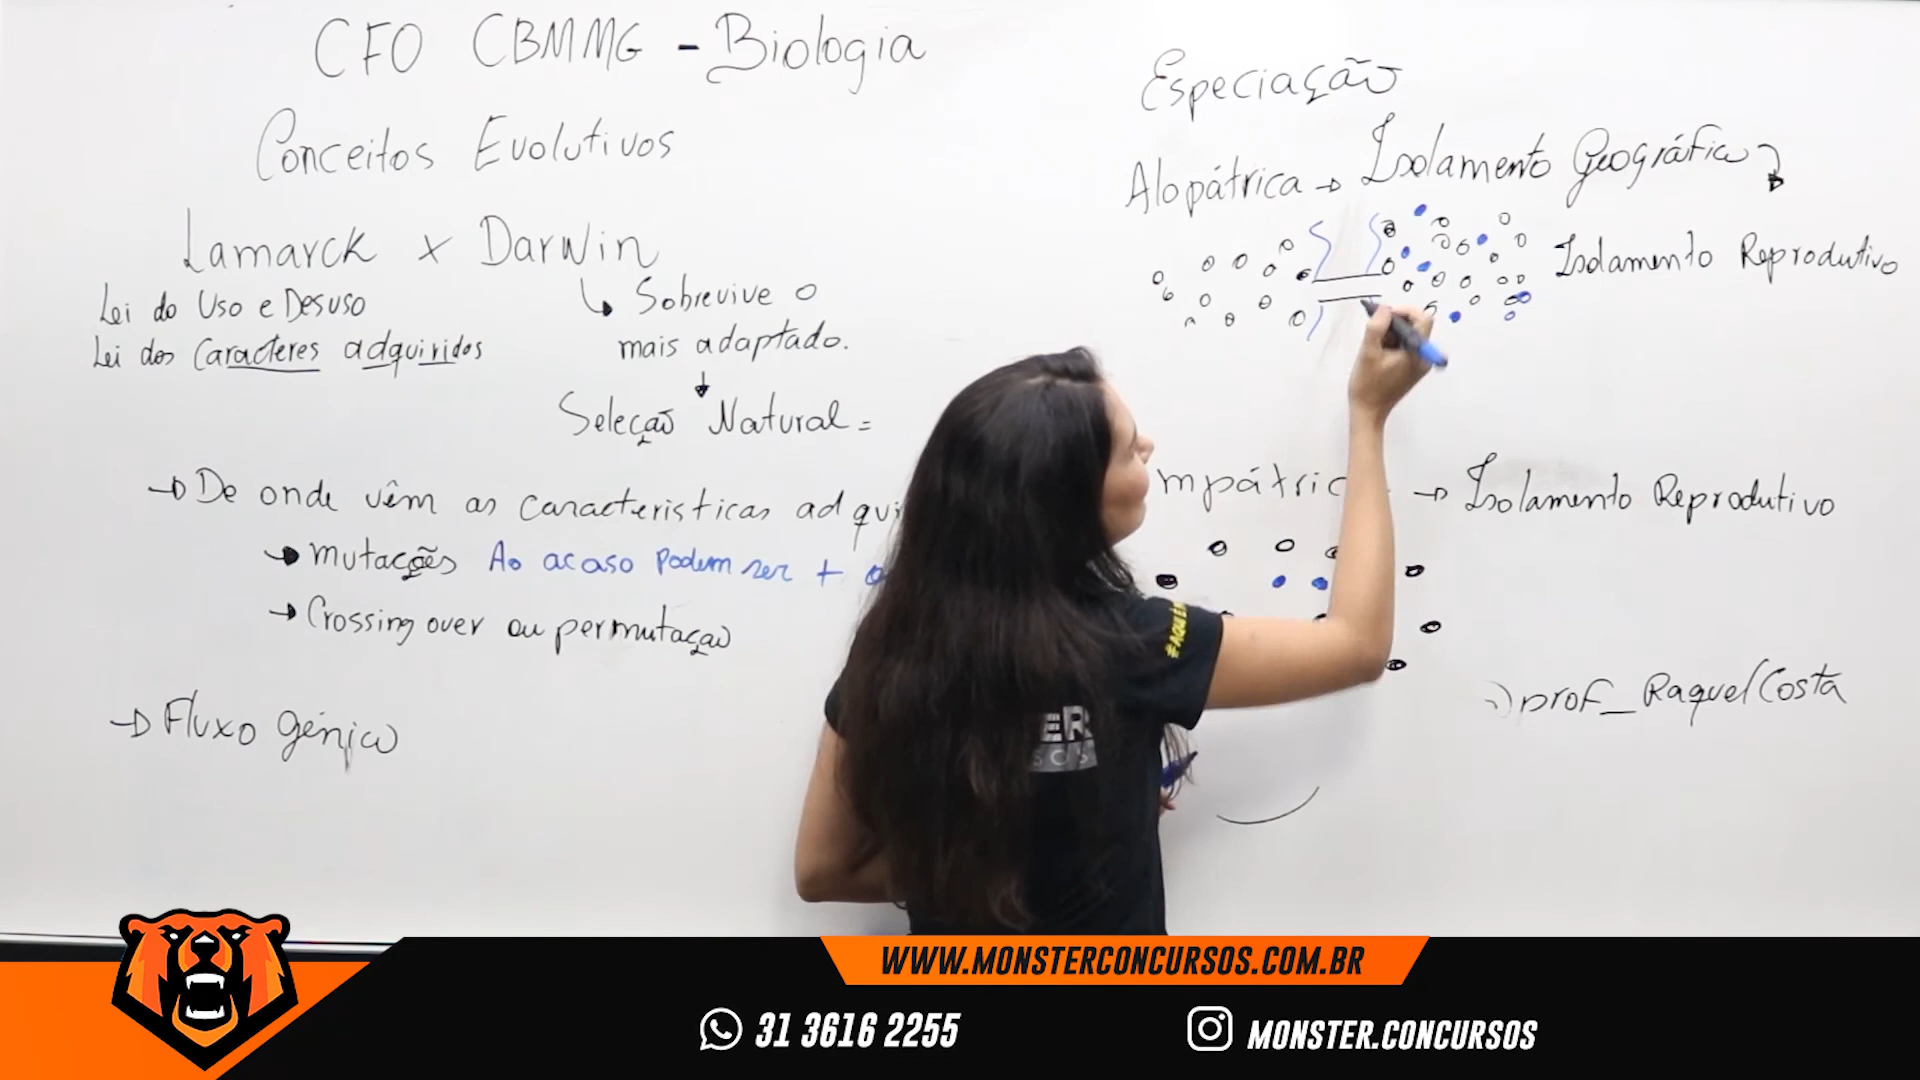 CFO CBMMG - Biologia
Conceitos Evolutivos
Lamarck x Darwin
Lei do Uso e Desuso
Lei dos Caracteres adquiridos
Sobrevive o
mais adaptado.
Seleção Natural =
→ De onde vêm as características adqui
→ mutações Ao acaso podem ser +
→ Crossing over ou permutação
→ Fluxo gênico
Especiação
Alopátrica → Isolamento Geográfico
Isolamento Reprodutivo
mpátric → Isolamento Reprodutivo
prof_RaquelCosta
WWW.MONSTERCONCURSOS.COM.BR
31 3616 2255
MONSTER.CONCURSOS